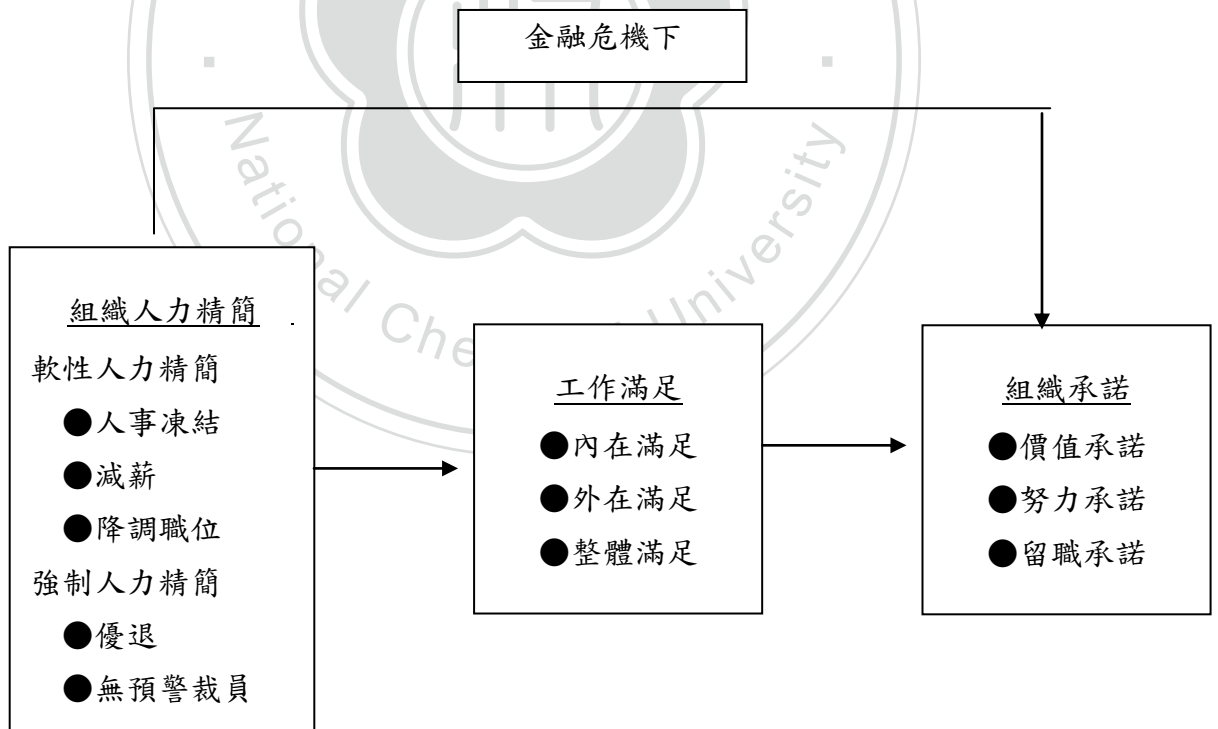 金融危機下
組織人力精簡
軟性人力精簡
●人事凍結
●減薪
●降調職位
強制人力精簡
●優退
●無預警裁員
工作滿足
●內在滿足
●外在滿足
●整體滿足
組織承諾
●價值承諾
●努力承諾
●留職承諾
National Che University